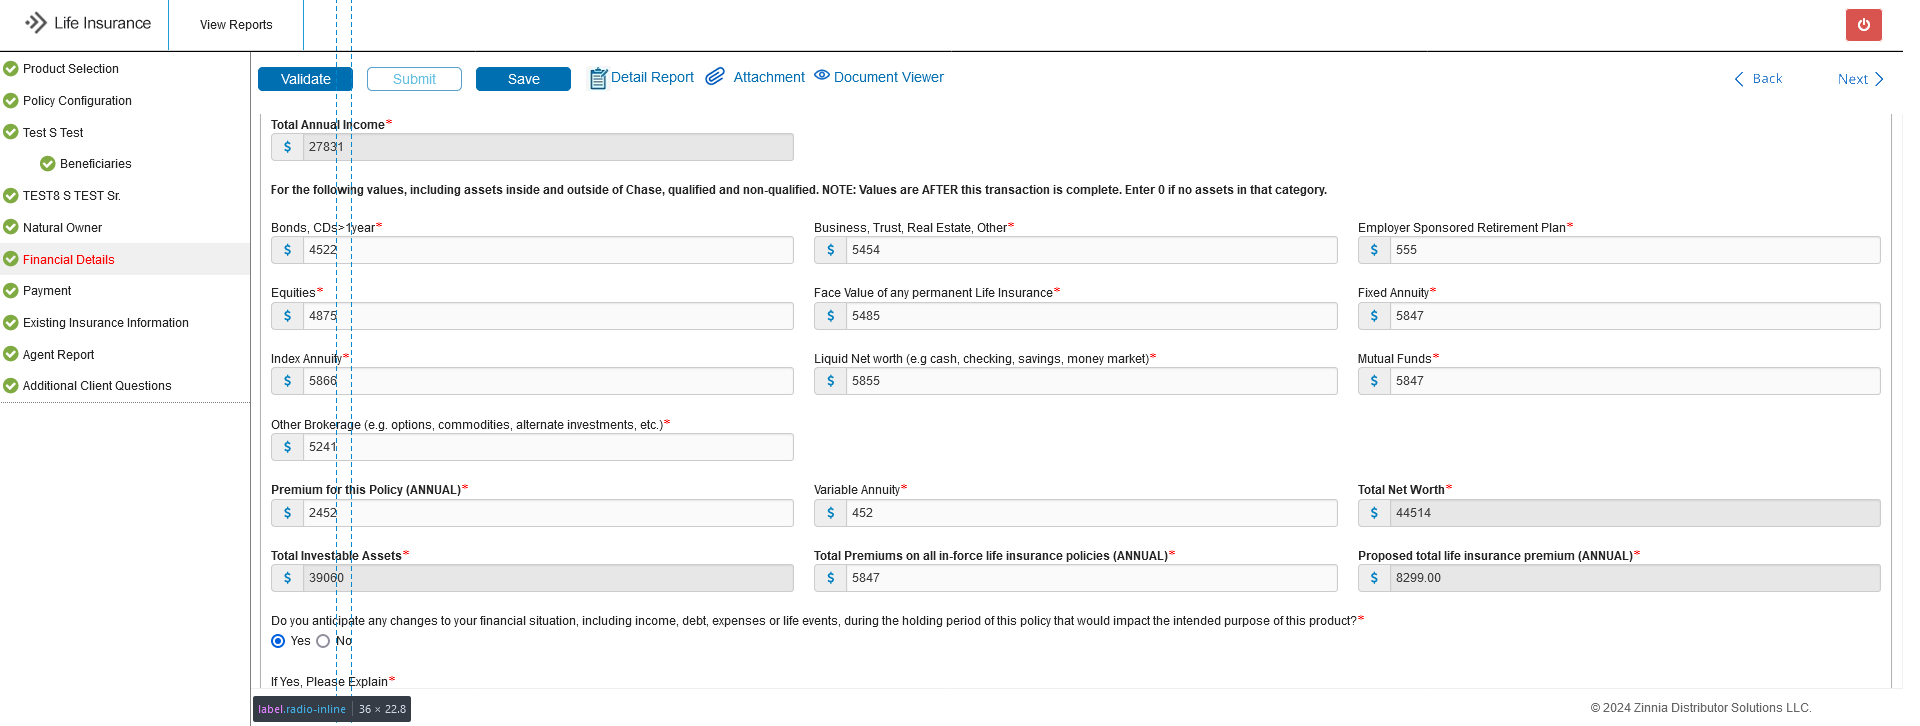 Life Insurance
View Reports
Product Selection
Policy Configuration
Test S Test
Beneficiaries
TEST8 S TEST Sr.
Natural Owner
Financial Details
Payment
Existing Insurance Information
Agent Report
Additional Client Questions
Validate Submit Save Detail Report Attachment Document Viewer Back Next
Total Annual Income*
$ 27831
For the following values, including assets inside and outside of Chase, qualified and non-qualified. NOTE: Values are AFTER this transaction is complete. Enter 0 if no assets in that category.
Bonds, CDs>1year* Business, Trust, Real Estate, Other* Employer Sponsored Retirement Plan*
$ 4522 $ 5454 $ 555
Equities* Face Value of any permanent Life Insurance* Fixed Annuity*
$ 4875 $ 5485 $ 5847
Index Annuity* Liquid Net worth (e.g cash, checking, savings, money market)* Mutual Funds*
$ 5866 $ 5855 $ 5847
Other Brokerage (e.g. options, commodities, alternate investments, etc.)*
$ 5241
Premium for this Policy (ANNUAL)* Variable Annuity* Total Net Worth*
$ 2452 $ 452 $ 44514
Total Investable Assets* Total Premiums on all in-force life insurance policies (ANNUAL)* Proposed total life insurance premium (ANNUAL)*
$ 39060 $ 5847 $ 8299.00
Do you anticipate any changes to your financial situation, including income, debt, expenses or life events, during the holding period of this policy that would impact the intended purpose of this product?*
Yes No
If Yes, Please Explain*
label.radio-inline 36 × 22.8
© 2024 Zinnia Distributor Solutions LLC.